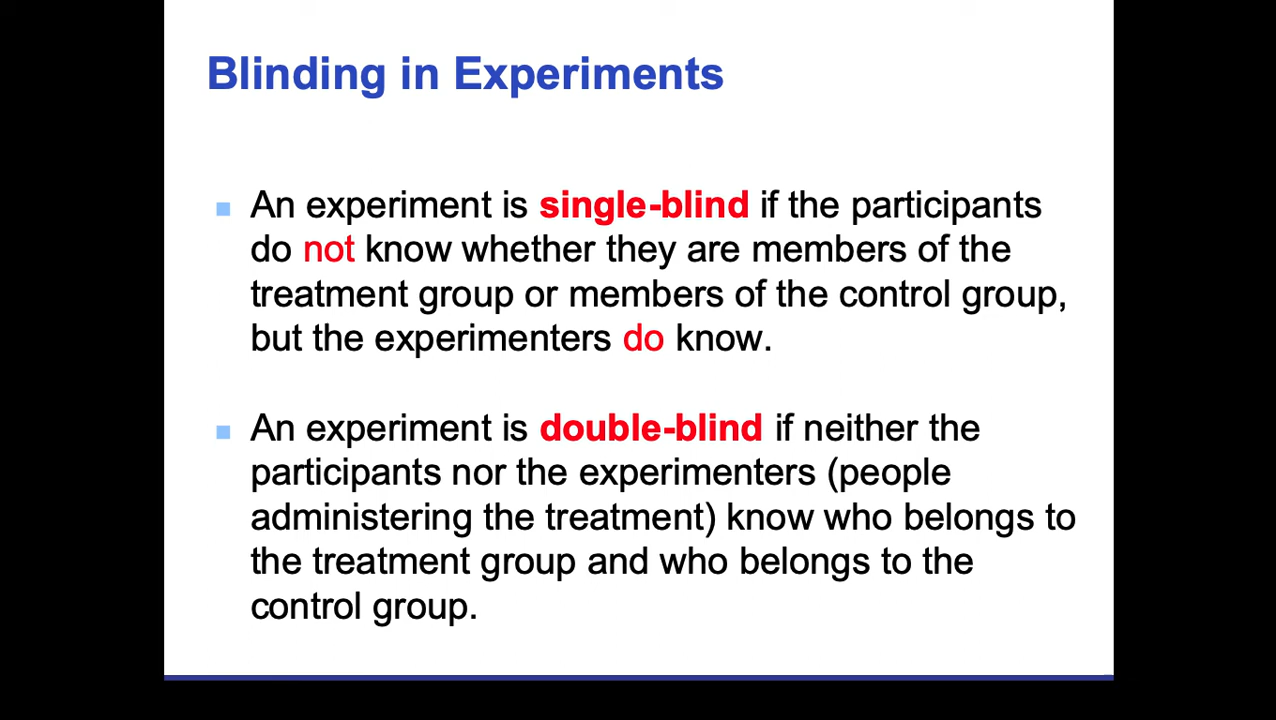 Blinding in Experiments
An experiment is single-blind if the participants
do not know whether they are members of the
treatment group or members of the control group,
but the experimenters do know.
An experiment is double-blind if neither the
participants nor the experimenters (people
administering the treatment) know who belongs to
the treatment group and who belongs to the
control group.